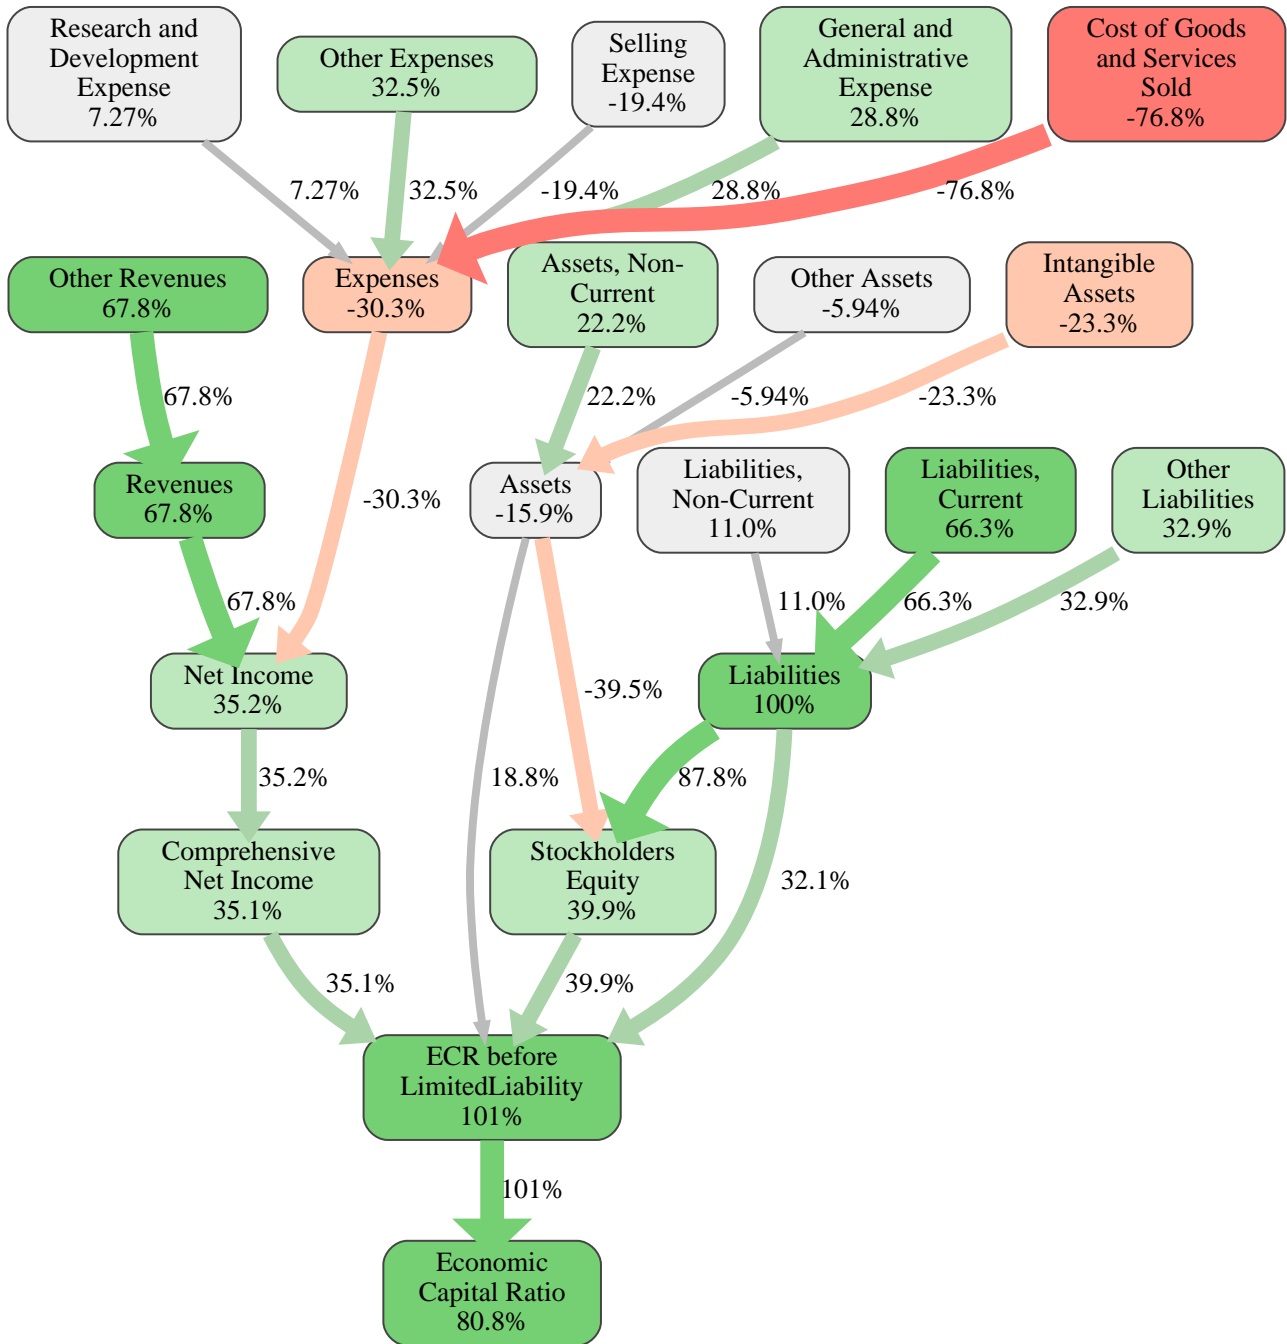 Research and
Development
Expense
7.27%
Other Expenses
32.5%
Selling
Expense
-19.4%
General and
Administrative
Expense
28.8%
Cost of Goods
and Services
Sold
-76.8%
7.27%
32.5%
-19.4%
28.8%
-76.8%
Other Revenues
67.8%
Expenses
-30.3%
Assets, Non-
Current
22.2%
Other Assets
-5.94%
Intangible
Assets
-23.3%
67.8%
22.2%
-5.94%
-23.3%
Revenues
67.8%
-30.3%
Assets
-15.9%
Liabilities,
Non-Current
11.0%
Liabilities,
Current
66.3%
Other
Liabilities
32.9%
67.8%
11.0%
66.3%
32.9%
Net Income
35.2%
-39.5%
Liabilities
100%
35.2%
18.8%
87.8%
Comprehensive
Net Income
35.1%
Stockholders
Equity
39.9%
32.1%
35.1%
39.9%
ECR before
LimitedLiability
101%
101%
Economic
Capital Ratio
80.8%